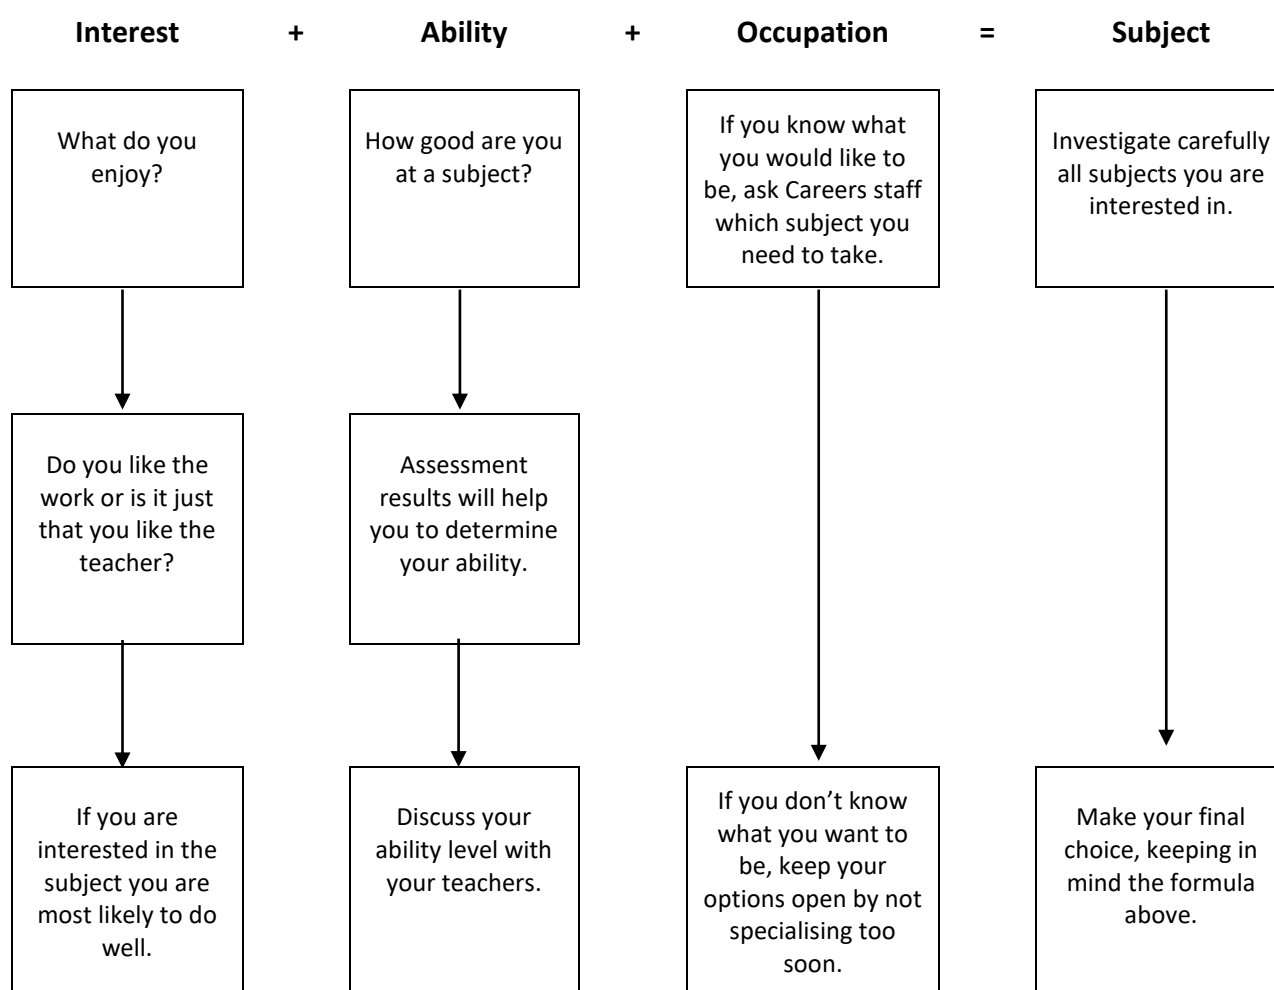 Interest + Ability + Occupation = Subject
What do you
enjoy?
How good are you
at a subject?
If you know what
you would like to
be, ask Careers staff
which subject you
need to take.
Investigate carefully
all subjects you are
interested in.
Do you like the
work or is it just
that you like the
teacher?
Assessment
results will help
you to determine
your ability.
If you are
interested in the
subject you are
most likely to do
well.
Discuss your
ability level with
your teachers.
If you don’t know
what you want to
be, keep your
options open by not
specialising too
soon.
Make your final
choice, keeping in
mind the formula
above.